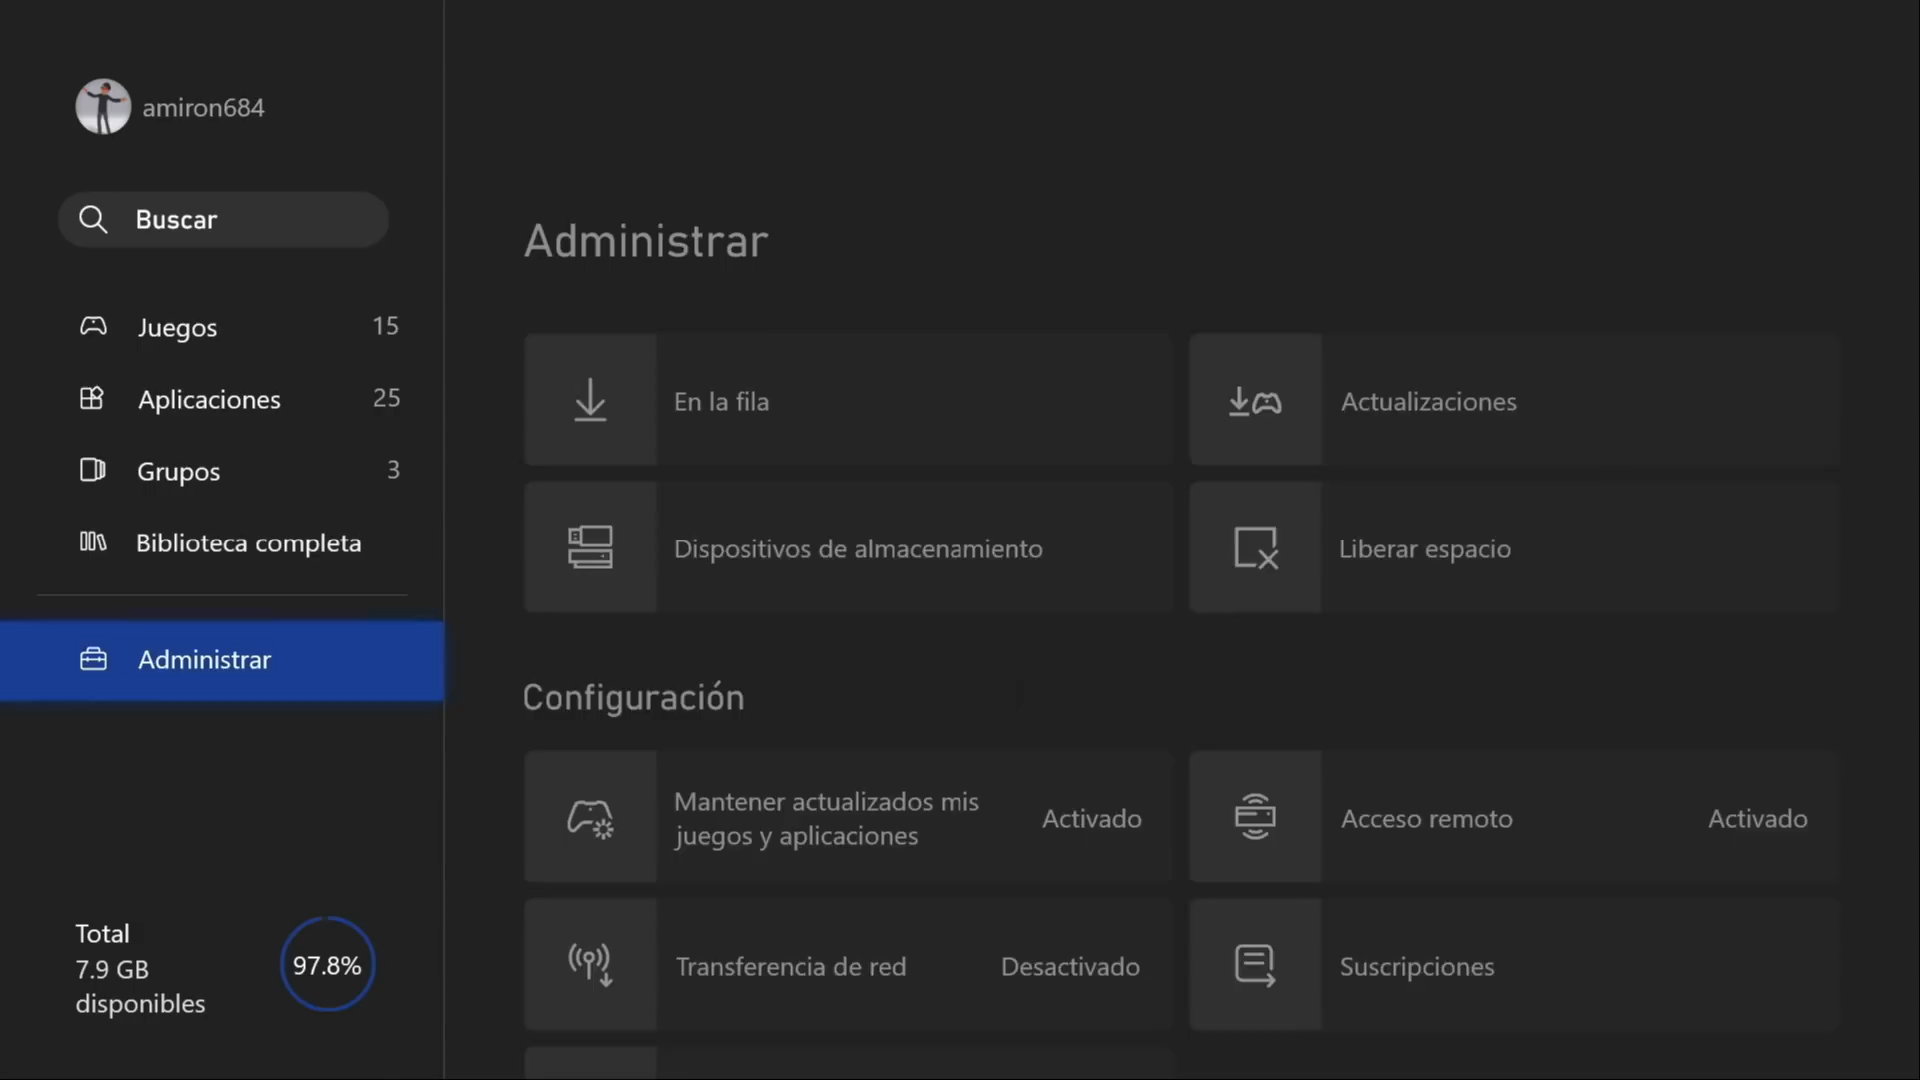 amiron684
Buscar
Juegos 15
Aplicaciones 25
Grupos 3
Biblioteca completa
Administrar
Total
7.9 GB
disponibles
97.8%
Administrar
En la fila
Actualizaciones
Dispositivos de almacenamiento
Liberar espacio
Configuración
Mantener actualizados mis
juegos y aplicaciones
Activado
Acceso remoto
Activado
Transferencia de red
Desactivado
Suscripciones